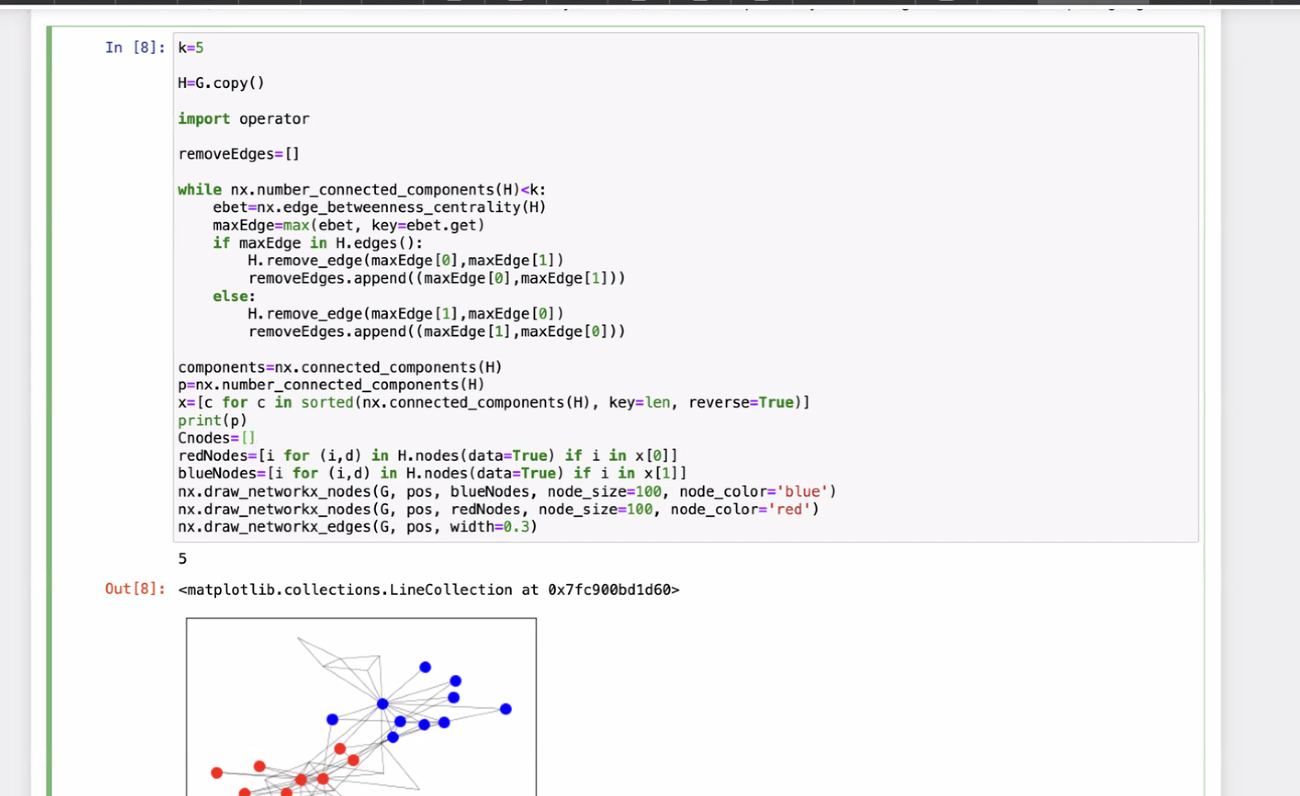 In [8]: k=5
H=G.copy()
import operator
removeEdges=[]
while nx.number_connected_components(H)<k:
    ebet=nx.edge_betweenness_centrality(H)
    maxEdge=max(ebet, key=ebet.get)
    if maxEdge in H.edges():
        H.remove_edge(maxEdge[0],maxEdge[1])
        removeEdges.append((maxEdge[0],maxEdge[1]))
    else:
        H.remove_edge(maxEdge[1],maxEdge[0])
        removeEdges.append((maxEdge[1],maxEdge[0]))
components=nx.connected_components(H)
p=nx.number_connected_components(H)
x=[c for c in sorted(nx.connected_components(H), key=len, reverse=True)]
print(p)
Cnodes=[]
redNodes=[i for (i,d) in H.nodes(data=True) if i in x[0]]
blueNodes=[i for (i,d) in H.nodes(data=True) if i in x[1]]
nx.draw_networkx_nodes(G, pos, blueNodes, node_size=100, node_color='blue')
nx.draw_networkx_nodes(G, pos, redNodes, node_size=100, node_color='red')
nx.draw_networkx_edges(G, pos, width=0.3)
5
Out[8]: <matplotlib.collections.LineCollection at 0x7fc900bd1d60>